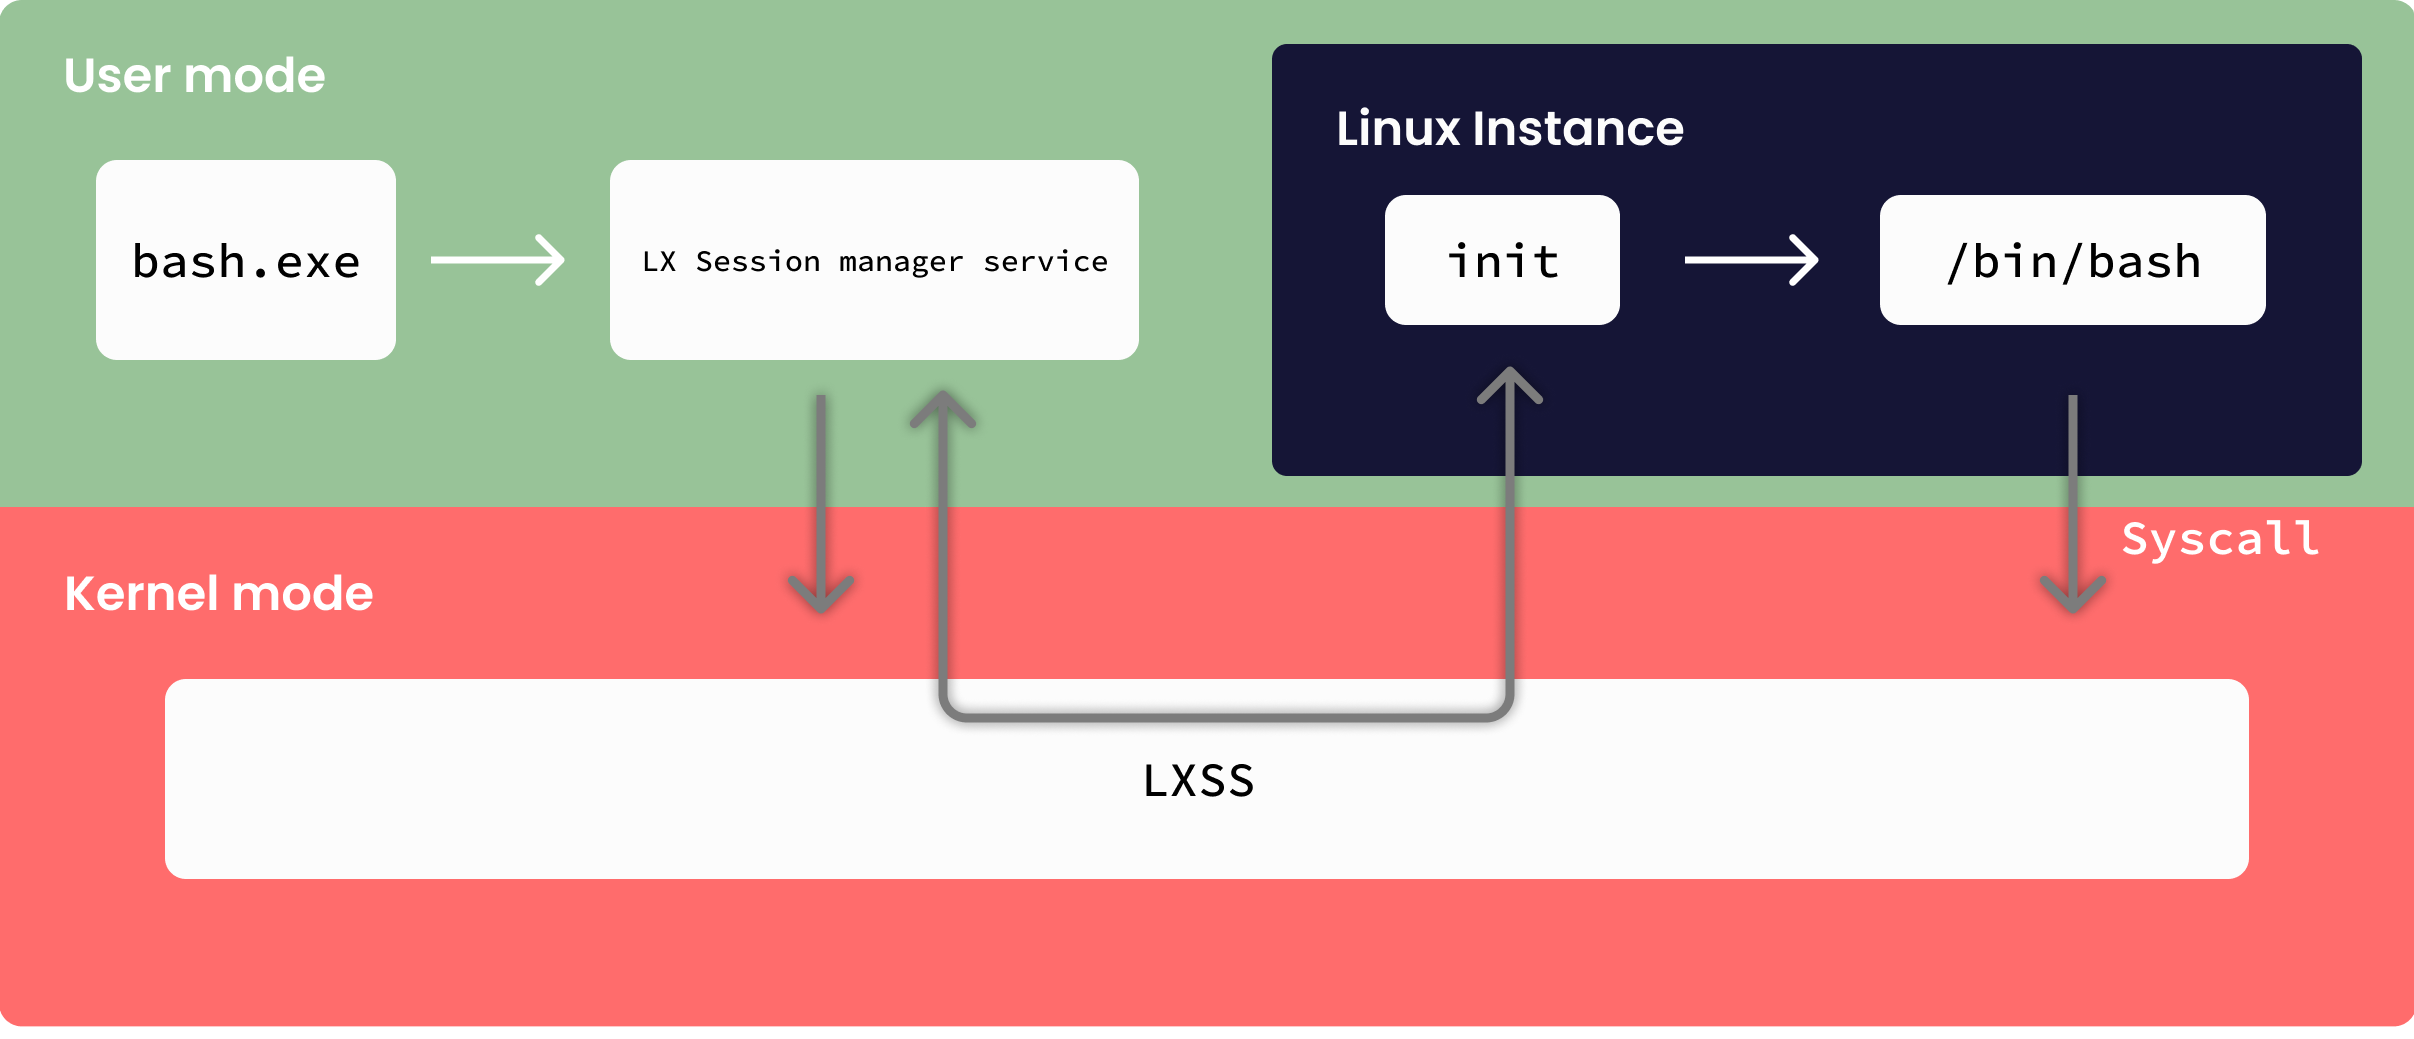 User mode
Linux Instance
bash.exe
LX Session manager service
init
/bin/bash
Syscall
Kernel mode
LXSS